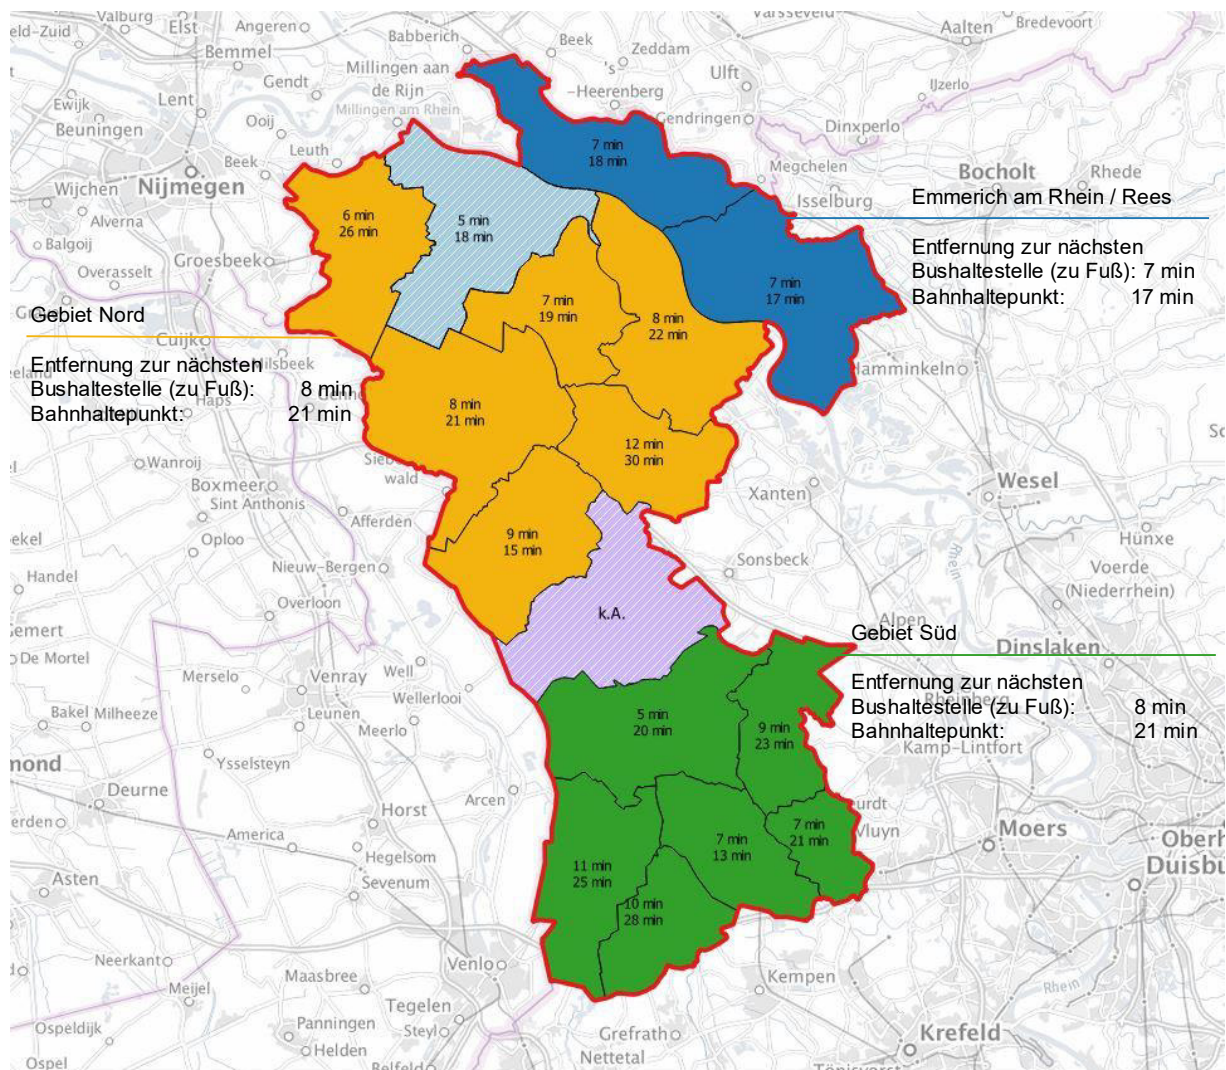 Valburg
Varsseveld
eld-Zuid
Elst
Angeren
Bredevoort
Aalten
Babberich
Beek
Zeddam
Bemmel
's
-Heerenberg
Millingen aan
de Rijn
Ulft
IJzerlo
Gendt
Ewijk
Lent
Millingen am Rhein
Gendringen
Dinxperlo
Ooij
Beuningen
Leuth
7 min
18 min
Beek
Megchelen
Bocholt
Rhede
Wijchen
Nijmegen
Isselburg
Emmerich am Rhein / Rees
Alverna
6 min
26 min
5 min
18 min
Balgoij
Groesbeek
Entfernung zur nächsten
Bushaltestelle (zu Fuß): 7 min
Bahnhaltepunkt: 17 min
Overasselt
7 min
17 min
7 min
19 min
8 min
22 min
Gebiet Nord
Cuijk
Milsbeek
Entfernung zur nächsten
Bushaltestelle (zu Fuß): 8 min
Bahnhaltepunkt: 21 min
Haps
Hamminkeln
8 min
21 min
12 min
30 min
Wanroij
Boxmeer
Sint Anthonis
wald
Xanten
Wesel
Afferden
Oploo
9 min
15 min
Hünxe
Rhein
Handel
Nieuw-Bergen
Sonsbeck
Voerde
(Niederrhein)
Overloon
k.A.
Alpen
Gemert
De Mortel
Gebiet Süd
Dinslaken
Merselo
Venray
Well
Wellerlooi
Entfernung zur nächsten
Bushaltestelle (zu Fuß): 8 min
Bahnhaltepunkt: 21 min
Rheinberg
Bakel
Milheeze
Leunen
Meerlo
5 min
20 min
9 min
23 min
Kamp-Lintfort
Ysselsteyn
mond
Deurne
Arcen
Horst
America
7 min
21 min
Vluyn
Moers
Hegelsom
7 min
13 min
Duisbu
Asten
Sevenum
11 min
25 min
10 min
28 min
Neerkant
Venlo
Maasbree
Kempen
Meijel
Tegelen
Rhein
Ospeldijk
Panningen
Steyl
Grefrath
Krefeld
Helden
Nettetal
Ospel
Belfeld
Tönisvorst